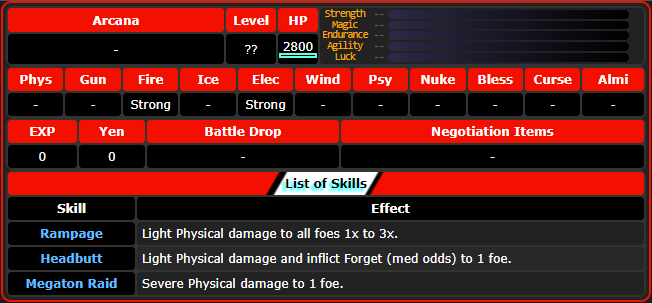 Arcana Level HP Strength --
Magic --
Endurance --
Agility --
Luck --
- ?? 2800
Phys Gun Fire Ice Elec Wind Psy Nuke Bless Curse Almi
- - Strong - Strong - - - - - -
EXP Yen Battle Drop Negotiation Items
0 0 - -
List of Skills
Skill Effect
Rampage Light Physical damage to all foes 1x to 3x.
Headbutt Light Physical damage and inflict Forget (med odds) to 1 foe.
Megaton Raid Severe Physical damage to 1 foe.